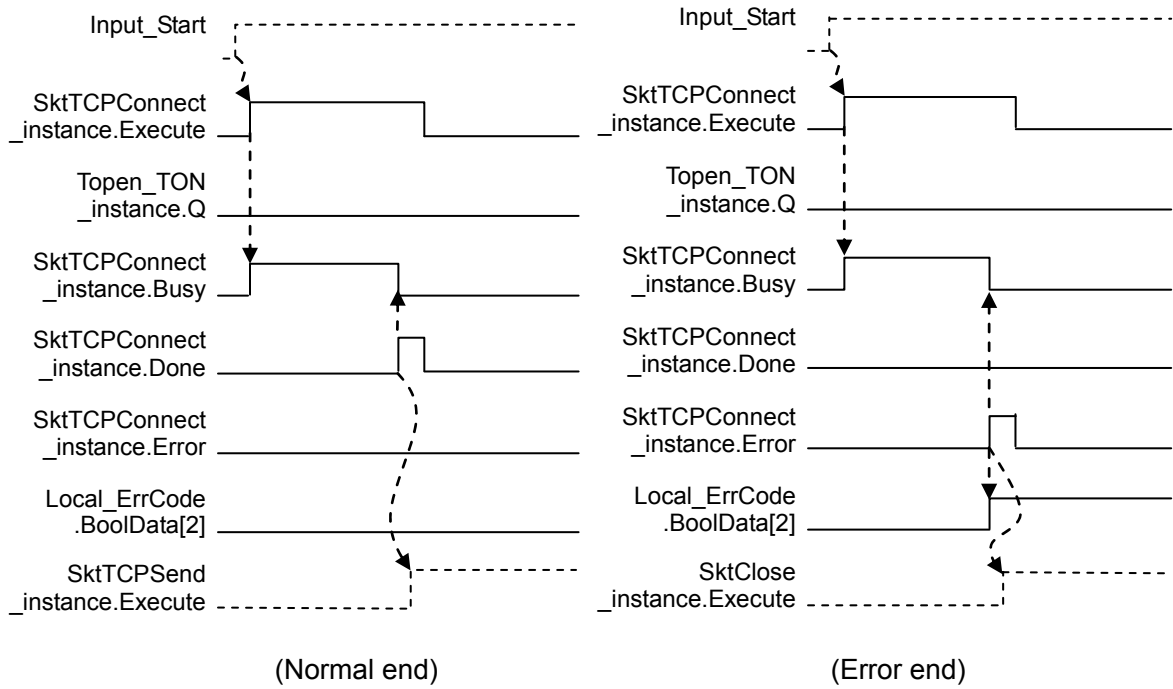 Input_Start
SktTCPConnect
_instance.Execute
Topen_TON
_instance.Q
SktTCPConnect
_instance.Busy
SktTCPConnect
_instance.Done
SktTCPConnect
_instance.Error
Local_ErrCode
.BoolData[2]
SktTCPSend
_instance.Execute
(Normal end)
Input_Start
SktTCPConnect
_instance.Execute
Topen_TON
_instance.Q
SktTCPConnect
_instance.Busy
SktTCPConnect
_instance.Done
SktTCPConnect
_instance.Error
Local_ErrCode
.BoolData[2]
SktClose
_instance.Execute
(Error end)